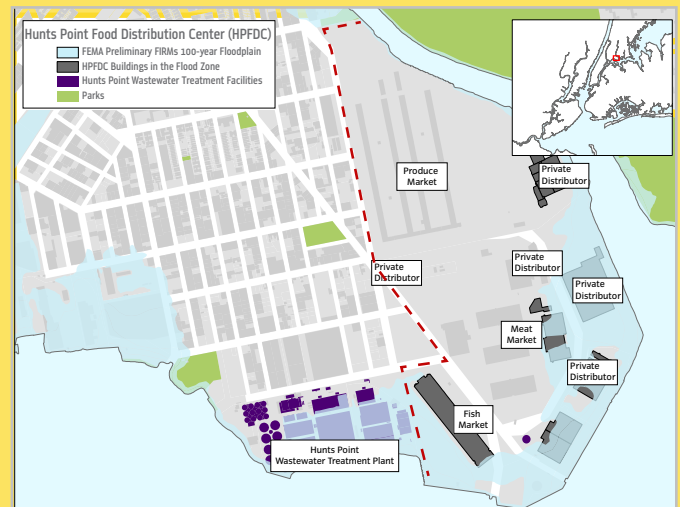 Hunts Point Food Distribution Center (HPFDC)
FEMA Preliminary FIRMs 100-year Floodplain
HPFDC Buildings in the Flood Zone
Hunts Point Wastewater Treatment Facilities
Parks
Produce
Market
Private
Distributor
Private
Distributor
Private
Distributor
Private
Distributor
Meat
Market
Private
Distributor
Fish
Market
Hunts Point
Wastewater Treatment Plant